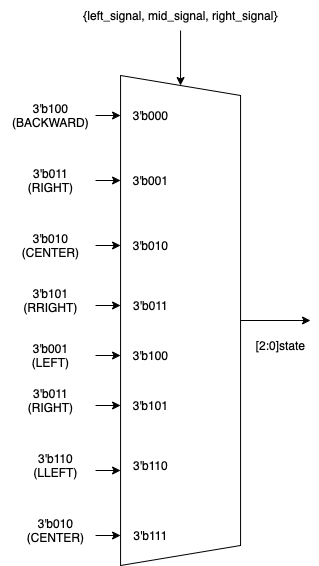 {left_signal, mid_signal, right_signal}
3'b100
(BACKWARD)
3'b000
3'b011
(RIGHT)
3'b001
3'b010
(CENTER)
3'b010
3'b101
(RRIGHT)
3'b011
[2:0]state
3'b001
(LEFT)
3'b100
3'b011
(RIGHT)
3'b101
3'b110
(LLEFT)
3'b110
3'b010
(CENTER)
3'b111